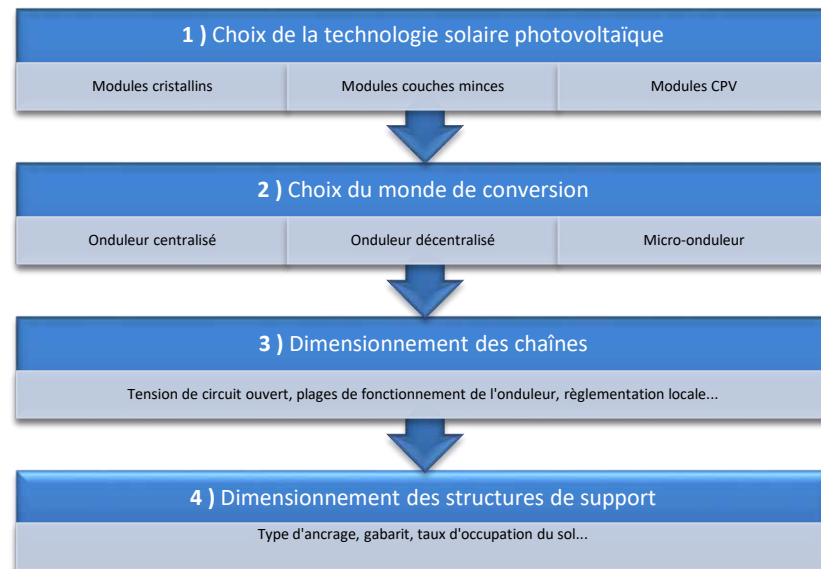 1 ) Choix de la technologie solaire photovoltaïque
Modules cristallins
Modules couches minces
Modules CPV
2 ) Choix du monde de conversion
Onduleur centralisé
Onduleur décentralisé
Micro-onduleur
3 ) Dimensionnement des chaînes
Tension de circuit ouvert, plages de fonctionnement de l'onduleur, règlementation locale...
4 ) Dimensionnement des structures de support
Type d'ancrage, gabarit, taux d'occupation du sol...